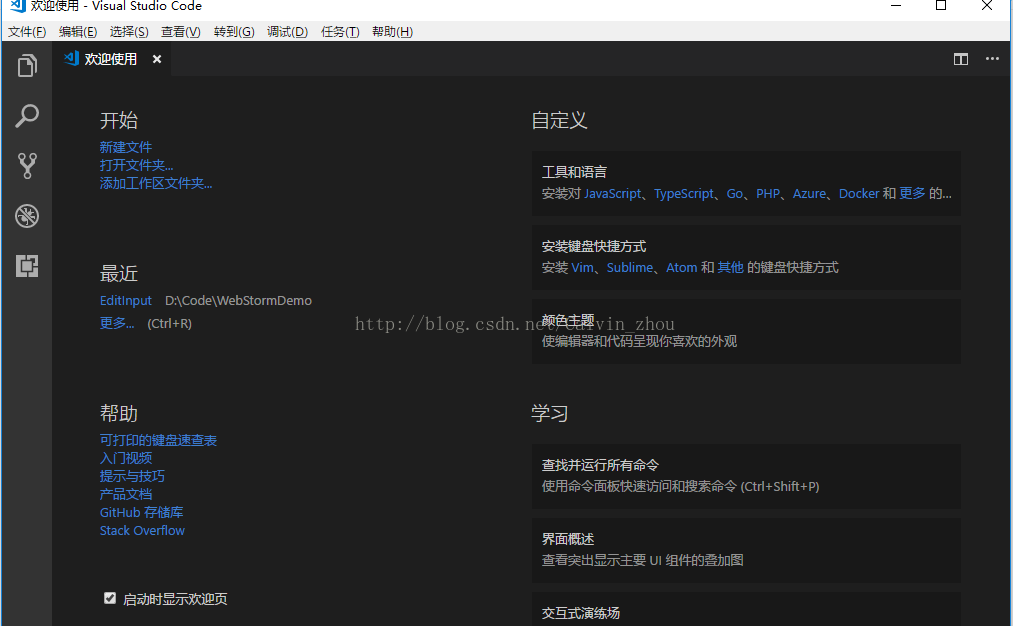 欢迎使用 - Visual Studio Code
文件(F) 编辑(E) 选择(S) 查看(V) 转到(G) 调试(D) 任务(T) 帮助(H)
欢迎使用
开始
新建文件
打开文件夹...
添加工作区文件夹...
最近
EditInput D:\Code\WebStormDemo
更多... (Ctrl+R)
帮助
可打印的键盘速查表
入门视频
提示与技巧
产品文档
GitHub 存储库
Stack Overflow
启动时显示欢迎页
自定义
工具和语言
安装对 JavaScript、TypeScript、Go、PHP、Azure、Docker 和 更多 的...
安装键盘快捷方式
安装 Vim、Sublime、Atom 和 其他 的键盘快捷方式
颜色主题
使编辑器和代码呈现你喜欢的外观
学习
查找并运行所有命令
使用命令面板快速访问和搜索命令 (Ctrl+Shift+P)
界面概述
查看突出显示主要 UI 组件的叠加图
交互式演练场
http://blog.csdn.net/calvin_zhou